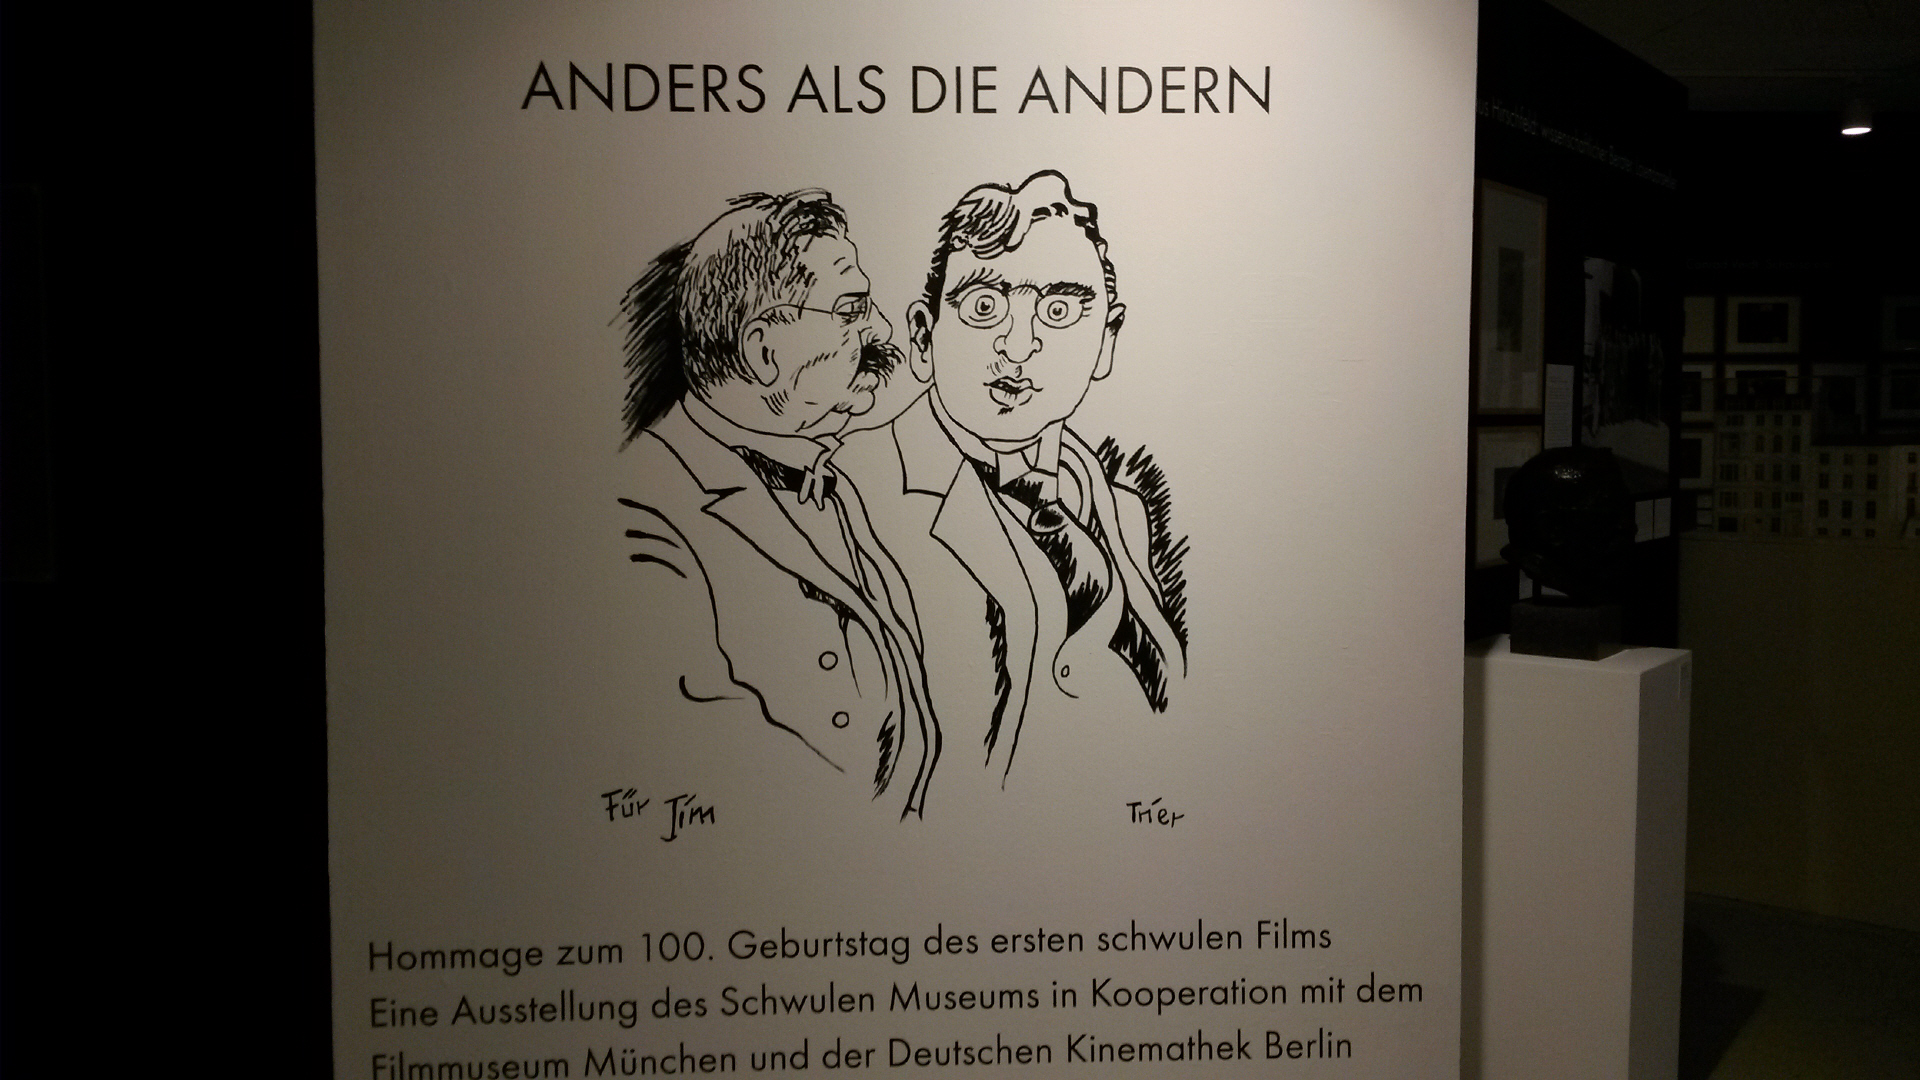 ANDERS ALS DIE ANDERN
Für Jim
Trier
Hommage zum 100. Geburtstag des ersten schwulen Films
Eine Ausstellung des Schwulen Museums in Kooperation mit dem
Filmmuseum München und der Deutschen Kinemathek Berlin